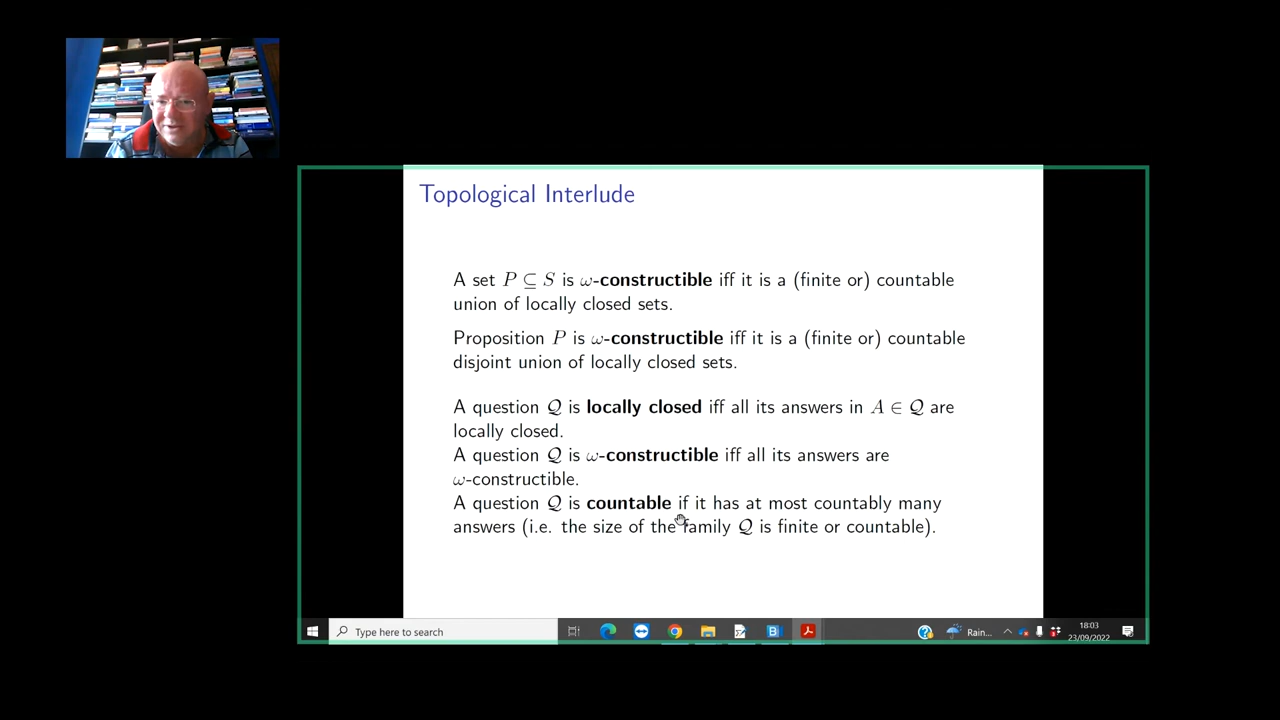 Topological Interlude
A set P ⊆ S is ω-constructible iff it is a (finite or) countable
union of locally closed sets.
Proposition P is ω-constructible iff it is a (finite or) countable
disjoint union of locally closed sets.
A question 𝒬 is locally closed iff all its answers in A ∈ 𝒬 are
locally closed.
A question 𝒬 is ω-constructible iff all its answers are
ω-constructible.
A question 𝒬 is countable if it has at most countably many
answers (i.e. the size of the family 𝒬 is finite or countable).
Type here to search
Rain...
18:03
23/09/2022